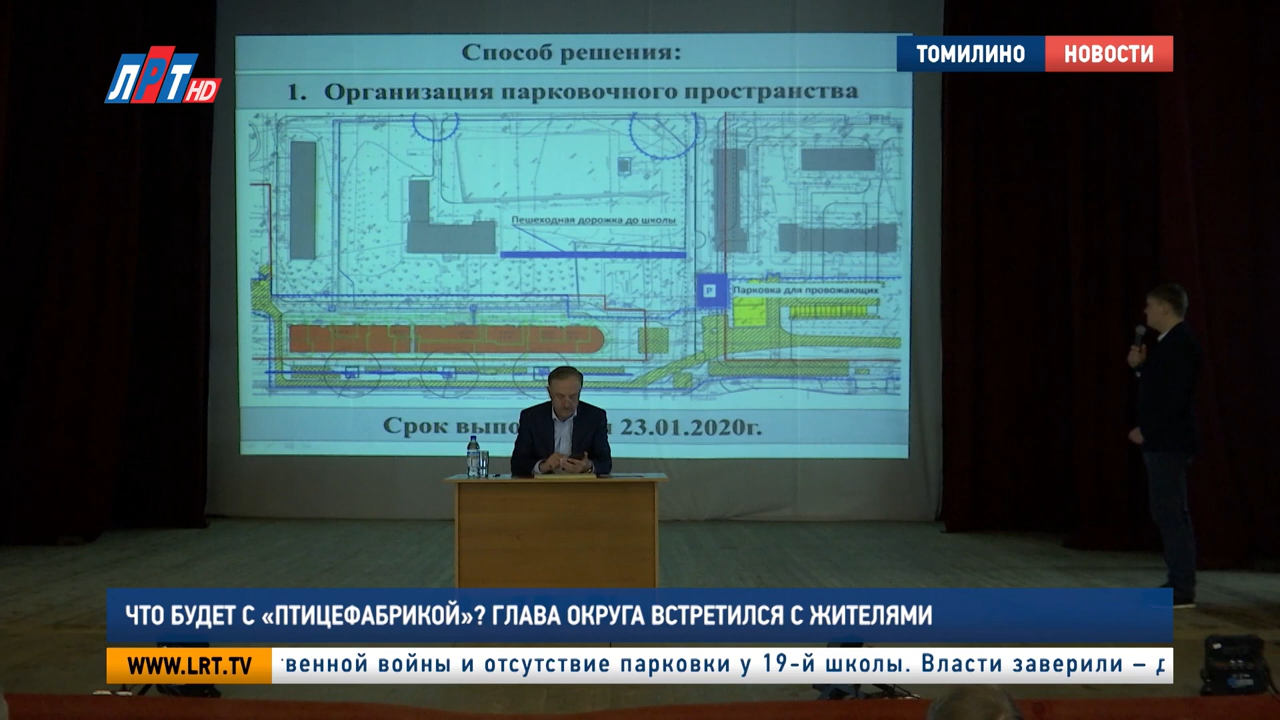 ЛРТ HD
ТОМИЛИНО НОВОСТИ
Способ решения:
1. Организация парковочного пространства
Пешеходная дорожка до школы
P
Парковка для провожающих
Срок 23.01.2020г.
ЧТО БУДЕТ С «ПТИЦЕФАБРИКОЙ»? ГЛАВА ОКРУГА ВСТРЕТИЛСЯ С ЖИТЕЛЯМИ
WWW.LRT.TV
войны и отсутствие парковки у 19-й школы. Власти заверили –